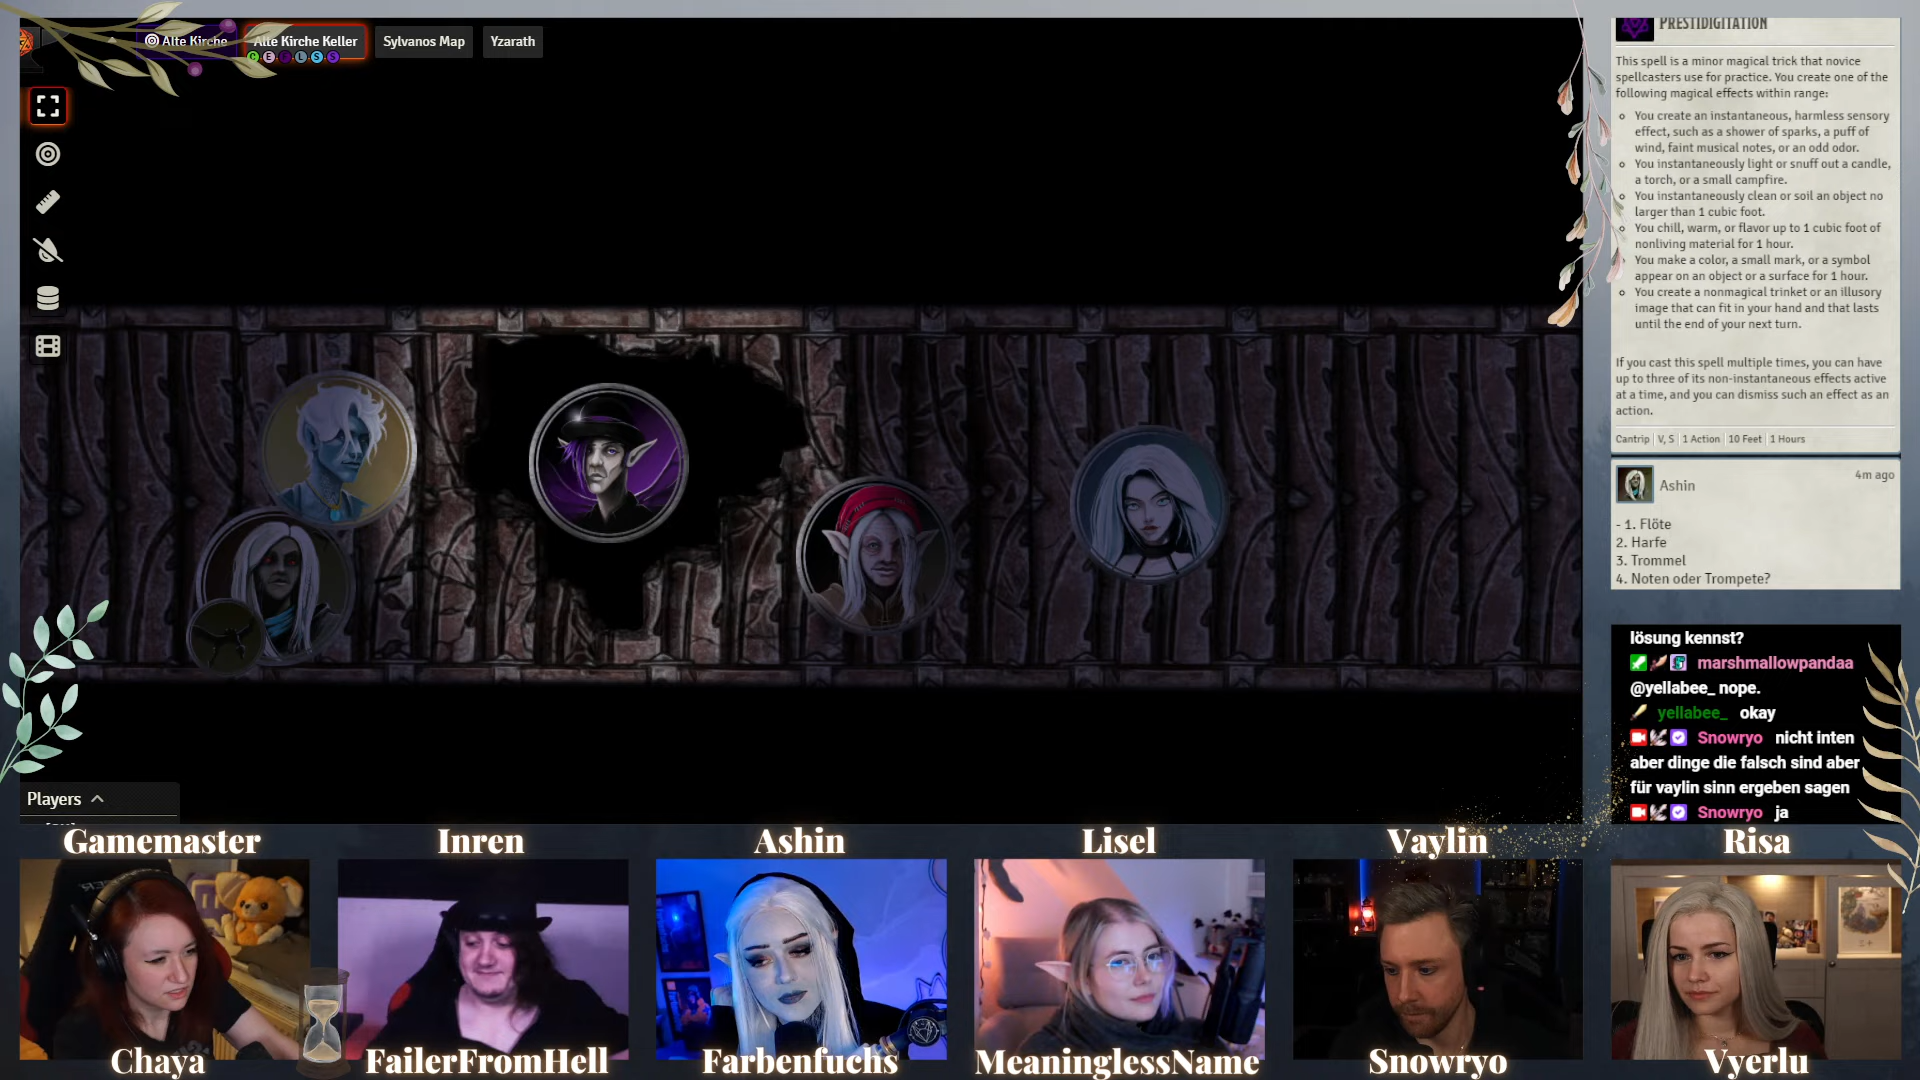 Alte Kirche
Alte Kirche Keller
Sylvanos Map
Yzarath
PRESTIDIGITATION
This spell is a minor magical trick that novice
spellcasters use for practice. You create one of the
following magical effects within range:
You create an instantaneous, harmless sensory
effect, such as a shower of sparks, a puff of
wind, faint musical notes, or an odd odor.
You instantaneously light or snuff out a candle,
a torch, or a small campfire.
You instantaneously clean or soil an object no
larger than 1 cubic foot.
You chill, warm, or flavor up to 1 cubic foot of
nonliving material for 1 hour.
You make a color, a small mark, or a symbol
appear on an object or a surface for 1 hour.
You create a nonmagical trinket or an illusory
image that can fit in your hand and that lasts
until the end of your next turn.
If you cast this spell multiple times, you can have
up to three of its non-instantaneous effects active
at a time, and you can dismiss such an effect as an
action.
Cantrip V, S 1 Action 10 Feet 1 Hours
Ashin
4m ago
- 1. Flöte
2. Harfe
3. Trommel
4. Noten oder Trompete?
lösung kennst?
marshmallowpandaa
@yellabee_ nope.
yellabee_ okay
Snowryo nicht inten
aber dinge die falsch sind aber
für vaylin sinn ergeben sagen
Snowryo ja
Players
Gamemaster
Inren
Ashin
Lisel
Vaylin
Risa
Chaya
FailerFromHell
Farbenfuchs
MeaninglessName
Snowryo
Vyerlu